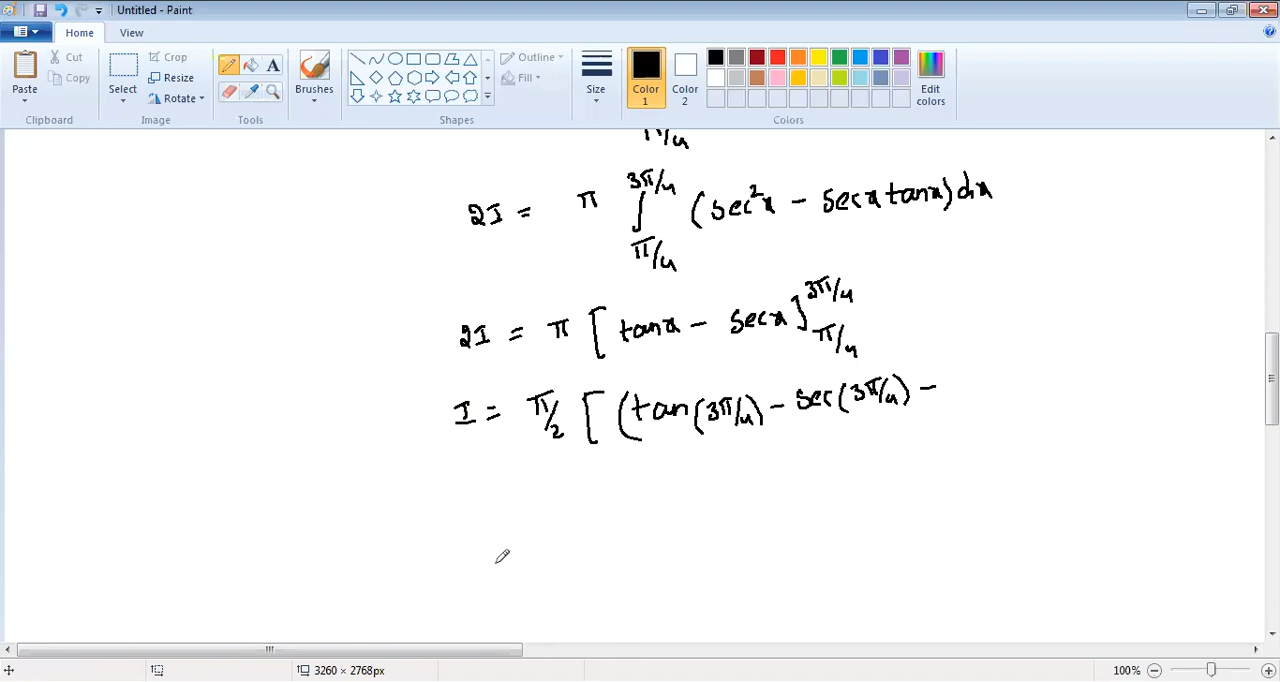 Untitled - Paint
Home View
Paste
Cut
Copy
Clipboard
Select
Crop
Resize
Rotate
Image
Tools
Brushes
Shapes
Outline
Fill
Size
Color 1
Color 2
Edit colors
Colors
π/4
2I = π ∫_{π/4}^{3π/4} (sec²x - secx tanx) dx
2I = π [tanx - secx]_{π/4}^{3π/4}
I = π/2 [(tan(3π/4) - sec(3π/4) -
3260 × 2768px
100%